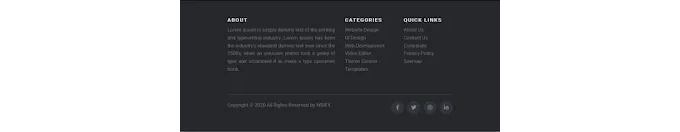 ABOUT
Lorem Ipsum is simply dummy text of the printing
and typesetting industry. Lorem Ipsum has been
the industry's standard dummy text ever since the
1500s, when an unknown printer took a galley of
type and scrambled it to make a type specimen
book.
CATEGORIES
Website Design
UI Design
Web Development
Video Editor
Theme Creator
Templates
QUICK LINKS
About Us
Contact Us
Contribute
Privacy Policy
Sitemap
Copyright © 2020 All Rights Reserved by